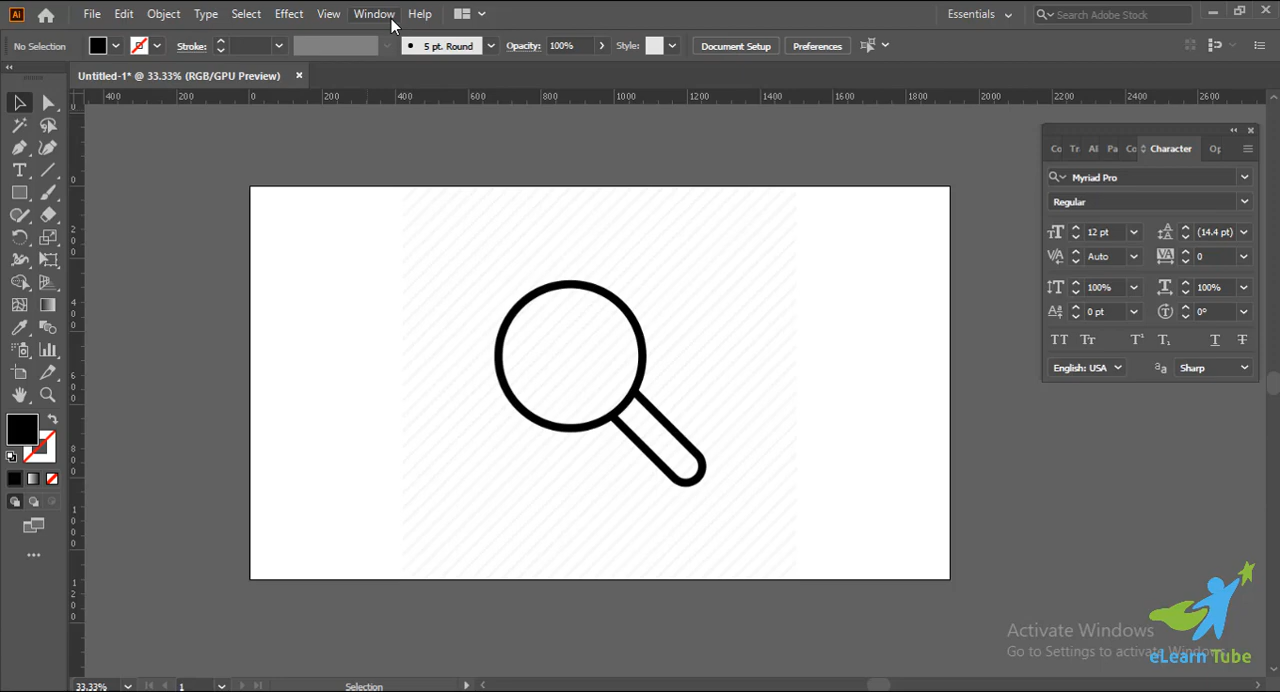 Ai File Edit Object Type Select Effect View Window Help Essentials Search Adobe Stock
No Selection Stroke: 5 pt. Round Opacity: 100% Style: Document Setup Preferences
Untitled-1* @ 33.33% (RGB/GPU Preview)
400 200 0 200 400 600 800 1000 1200 1400 1600 1800 2000 2200 2400 2600
Character
Myriad Pro
Regular
12 pt (14.4 pt)
Auto 0
100% 100%
0 pt 0°
English: USA Sharp
Activate Windows
Go to Settings to activate
eLearn Tube
33.33% 1 Selection